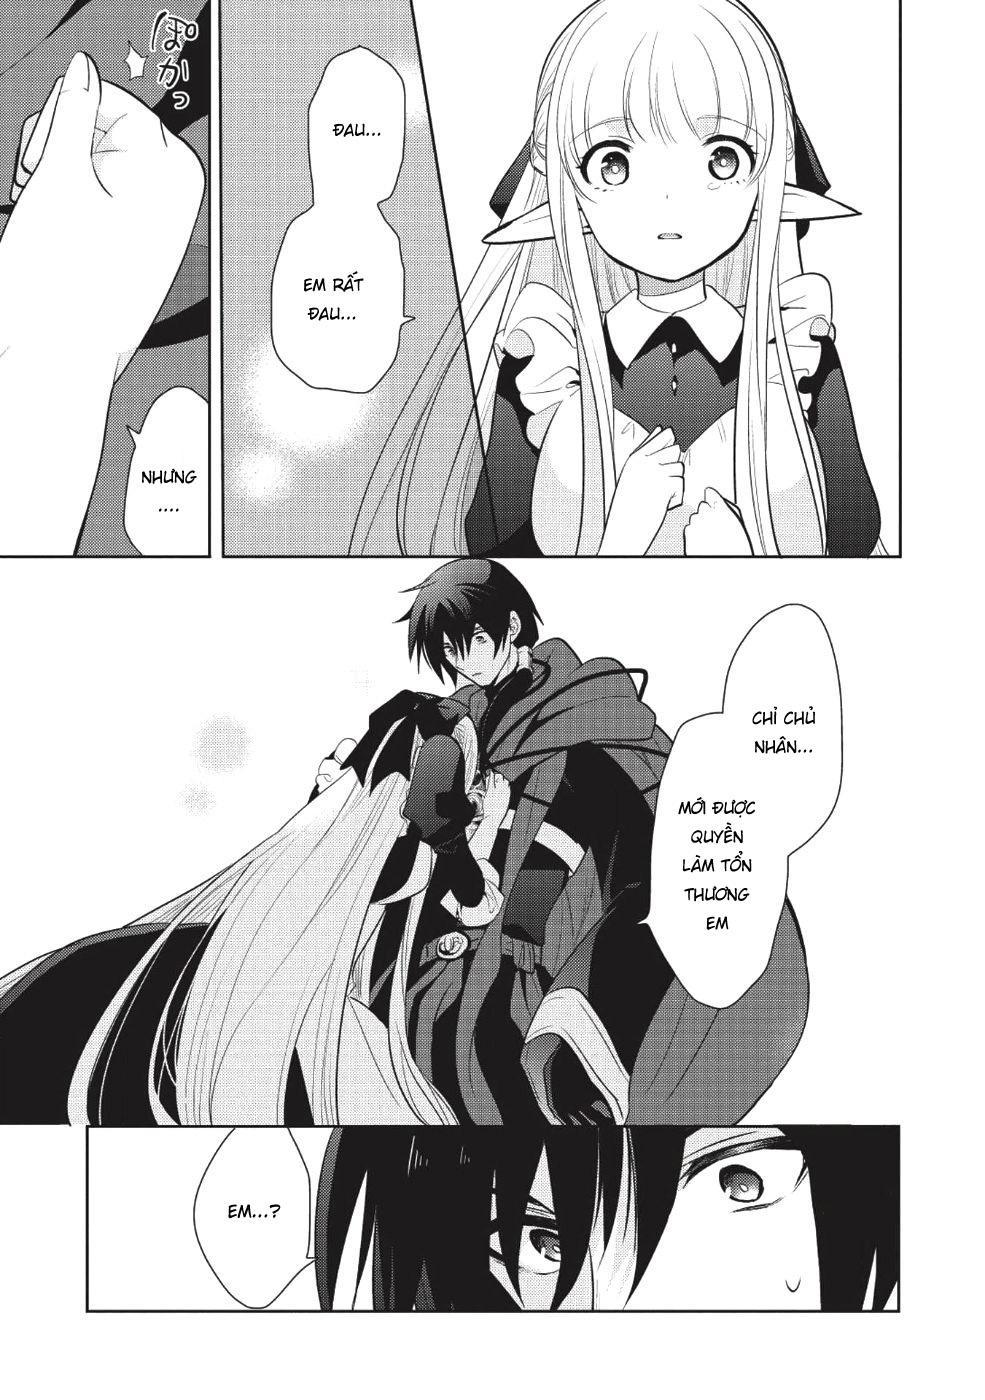 ĐAU...
EM RẤT
ĐAU...
ぽかっ
NHƯNG
....
CHỈ CHỦ
NHÂN...
MỚI ĐƯỢC
QUYỀN
LÀM TỔN
THƯƠNG
EM
EM...?